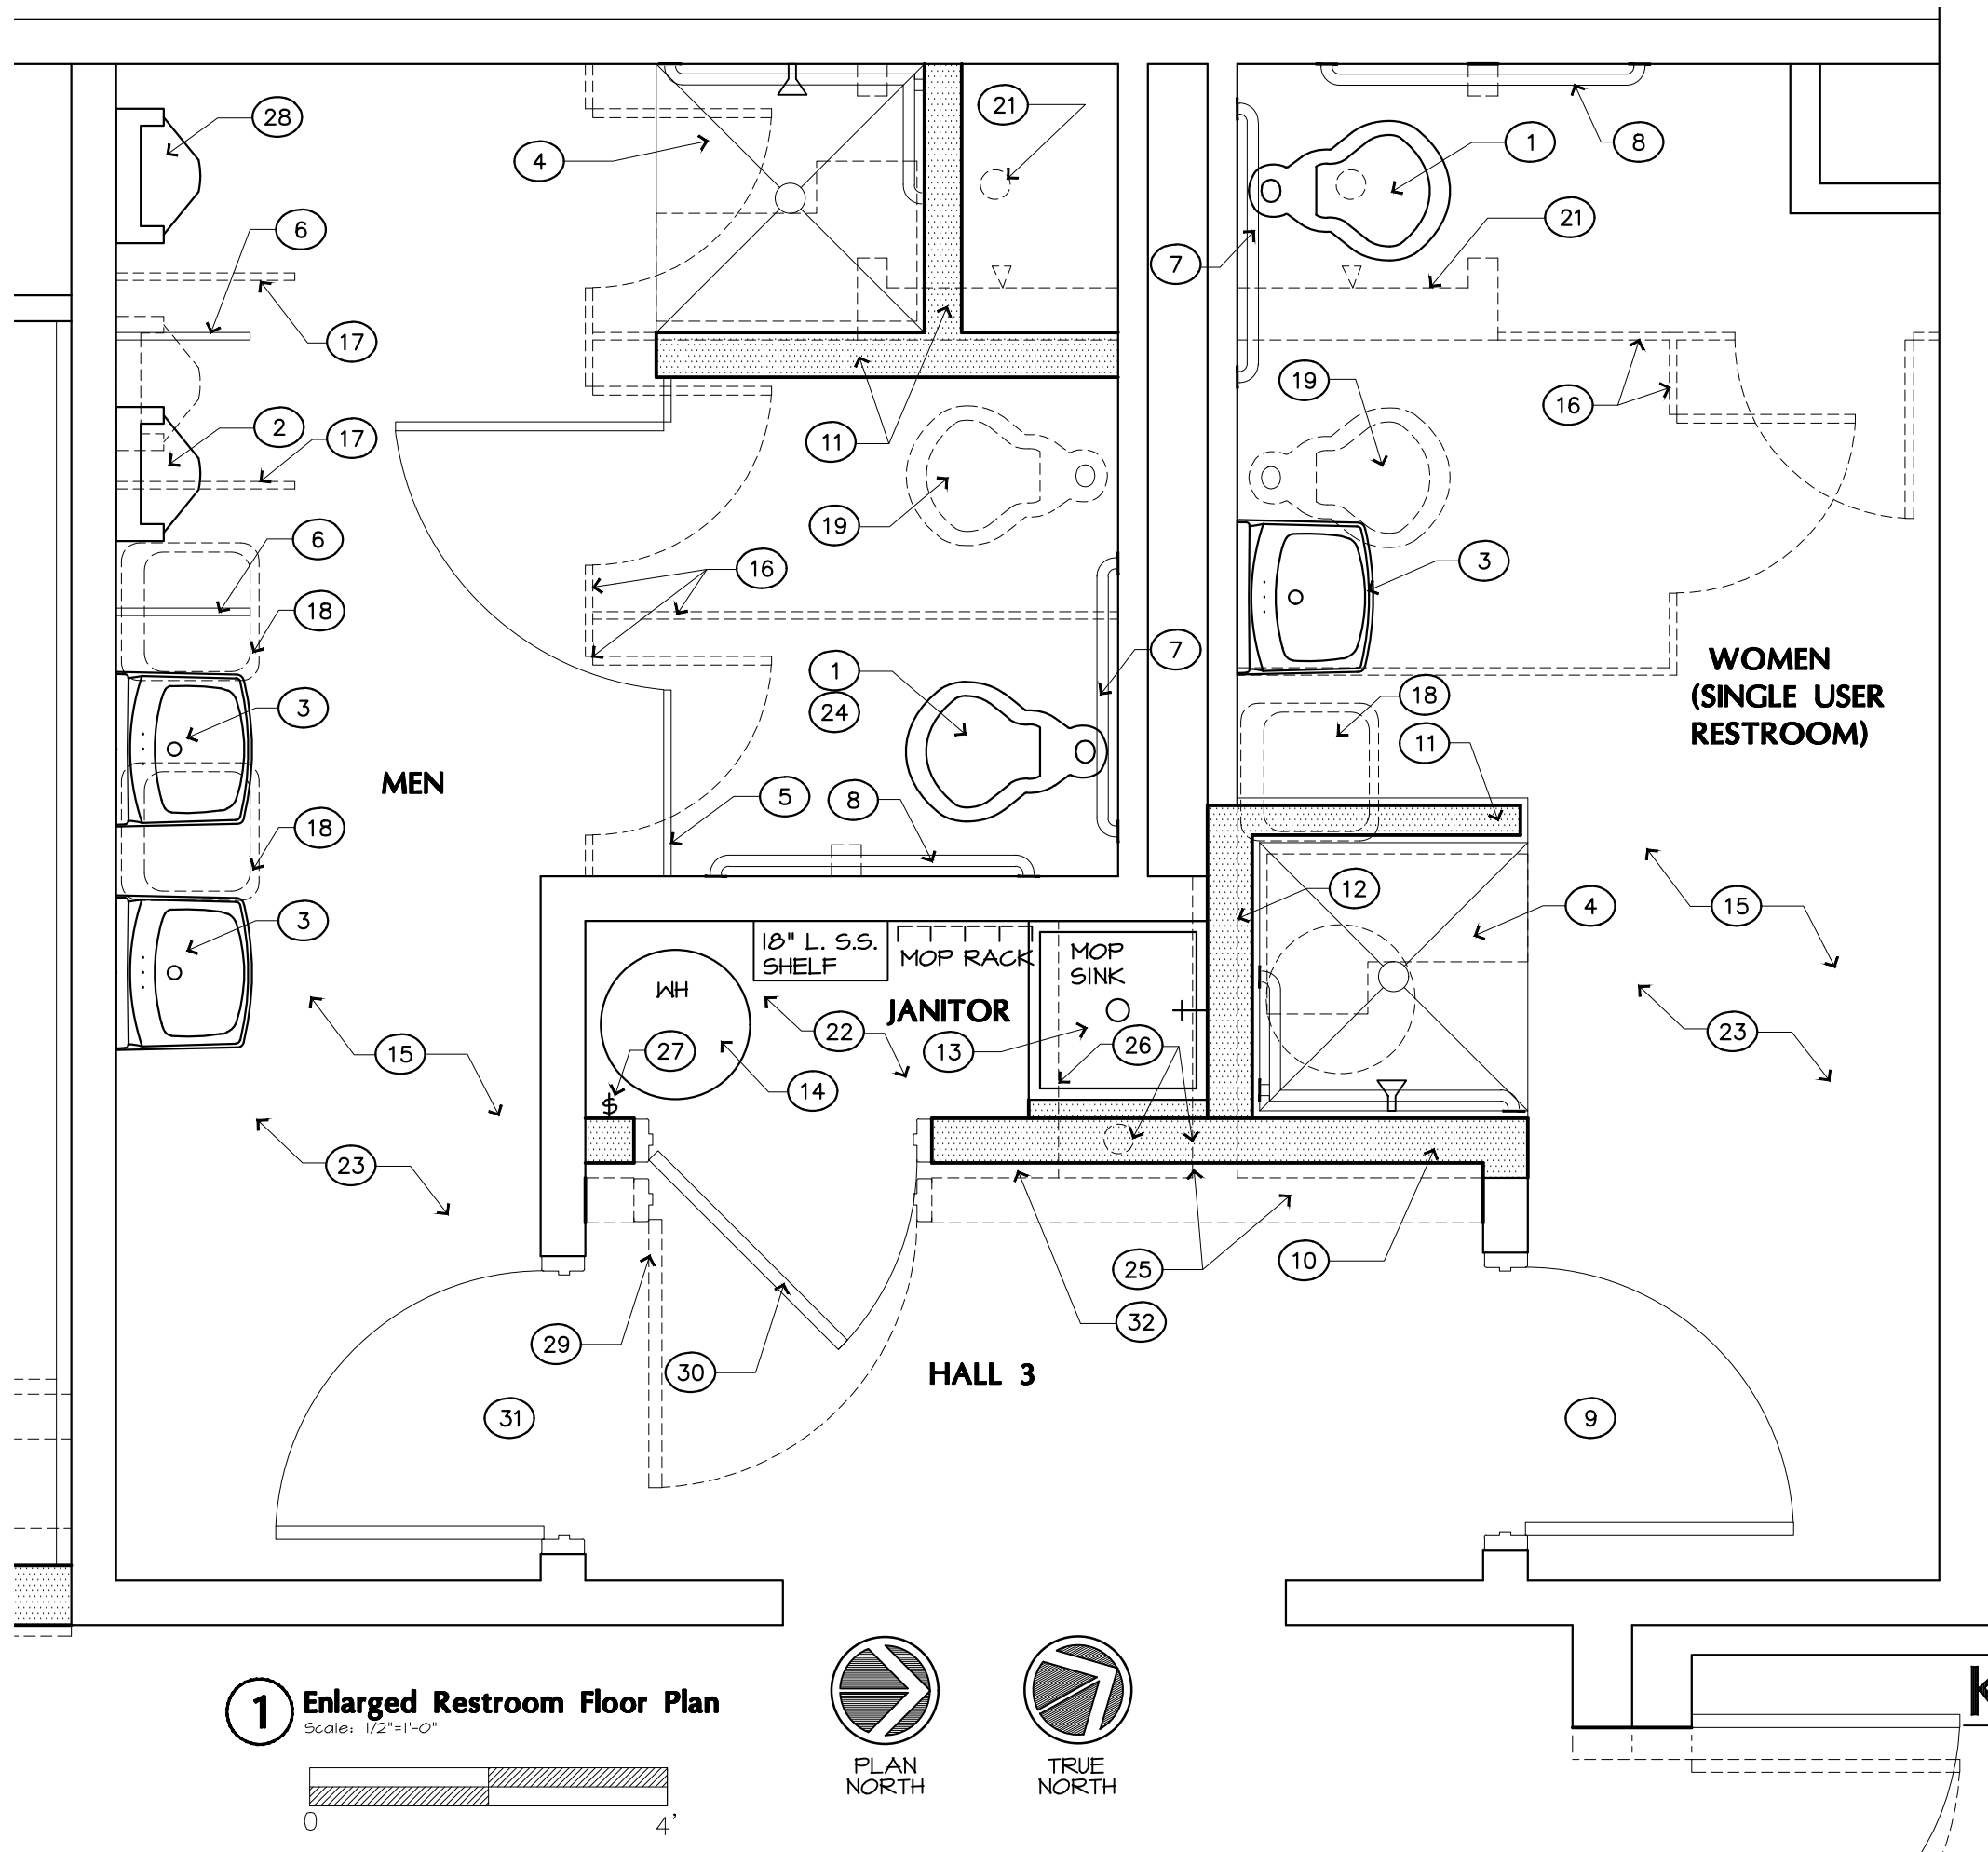 28
21
4
1
8
6
21
7
17
19
16
2
17
11
19
6
3
16
18
7
WOMEN
(SINGLE USER
RESTROOM)
1
18
3
24
11
MEN
5
8
18
12
4
15
3
18" L. S.S.
SHELF
MOP RACK
MOP
SINK
WH
JANITOR
22
23
15
27
13
26
14
$
23
10
25
32
29
30
HALL 3
31
9
1
Enlarged Restroom Floor Plan
Scale: 1/2"=1'-0"
0
4'
PLAN
NORTH
TRUE
NORTH
K